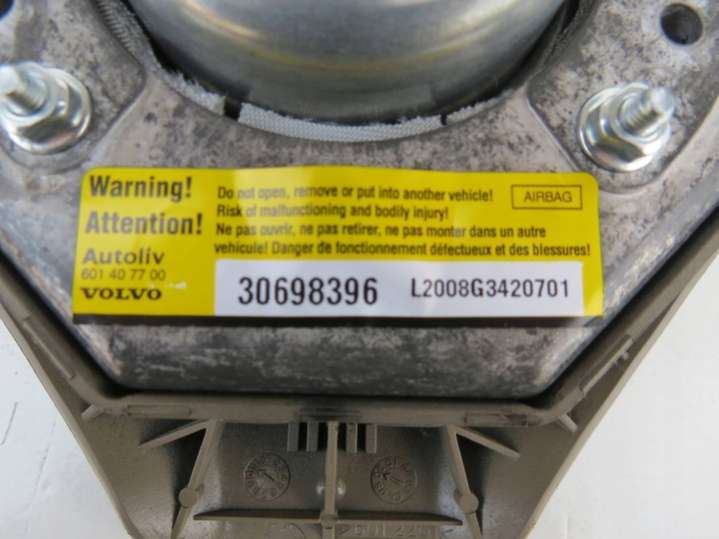 Warning!
Attention!
Autoliv
601 40 77 00
VOLVO
Do not open, remove or put into another vehicle!
Risk of malfunctioning and bodily injury!
Ne pas ouvrir, ne pas retirer, ne pas monter dans un autre
vehicule! Danger de fonctionnement défectueux et des blessures!
AIRBAG
30698396
L2008G3420701